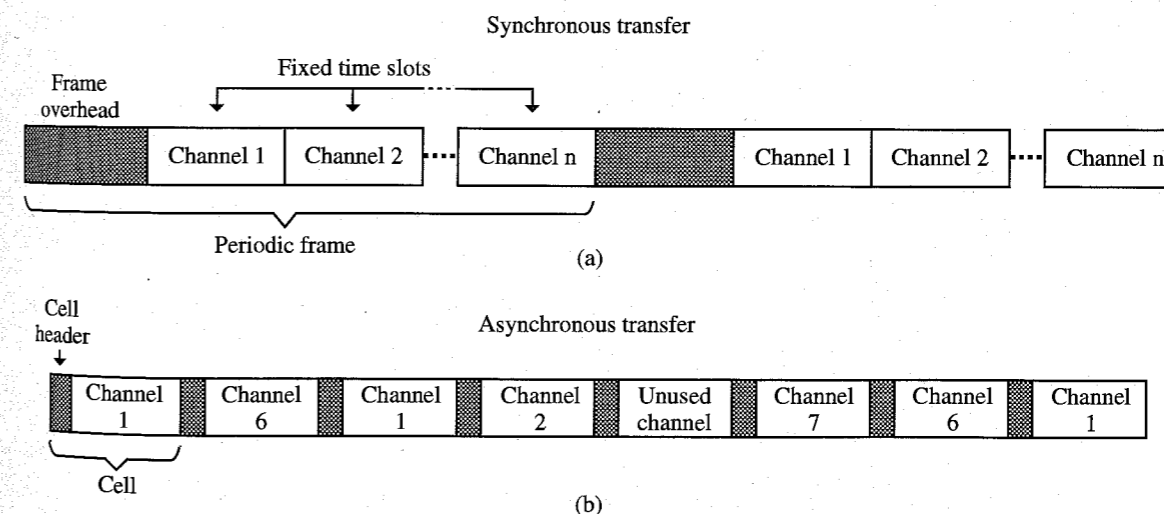 Synchronous transfer
Fixed time slots
Frame
overhead
Channel 1 Channel 2 Channel n Channel 1 Channel 2 Channel n
Periodic frame
(a)
Cell
header
Asynchronous transfer
Channel
1
Channel
6
Channel
1
Channel
2
Unused
channel
Channel
7
Channel
6
Channel
1
Cell
(b)